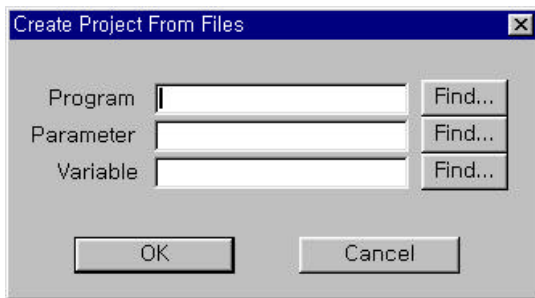 Create Project From Files
Program Find...
Parameter Find...
Variable Find...
OK Cancel